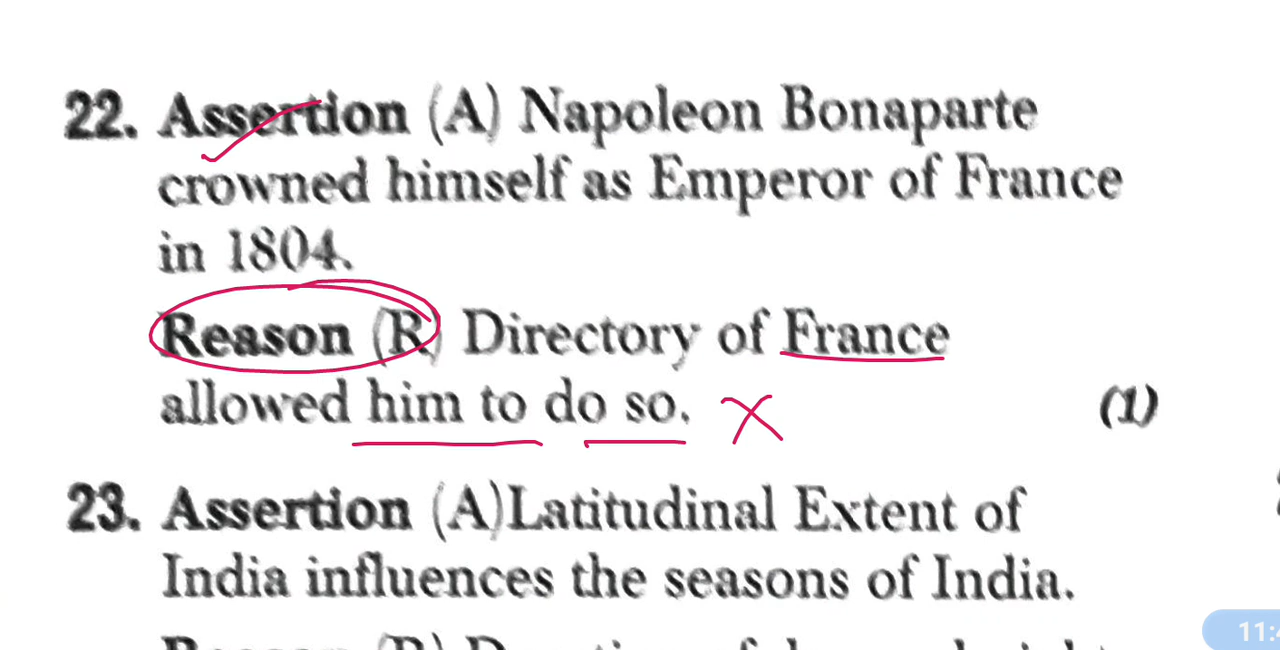 22. Assertion (A) Napoleon Bonaparte
crowned himself as Emperor of France
in 1804.
Reason (R) Directory of France
allowed him to do so. X
(1)
23. Assertion (A)Latitudinal Extent of
India influences the seasons of India.